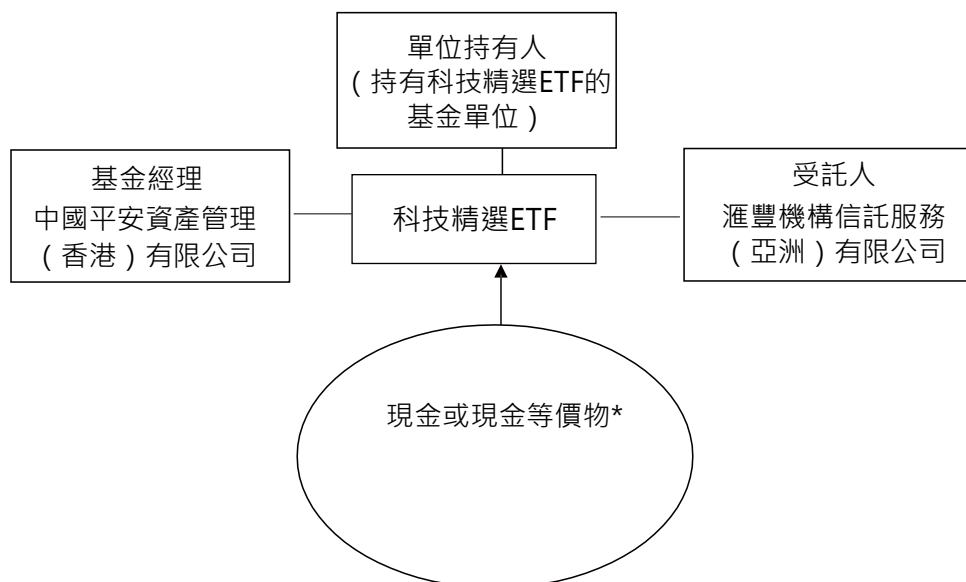 單位持有人
（持有科技精選ETF的
基金單位）
基金經理
中國平安資產管理
（香港）有限公司
科技精選ETF
受託人
滙豐機構信託服務
（亞洲）有限公司
現金或現金等價物*